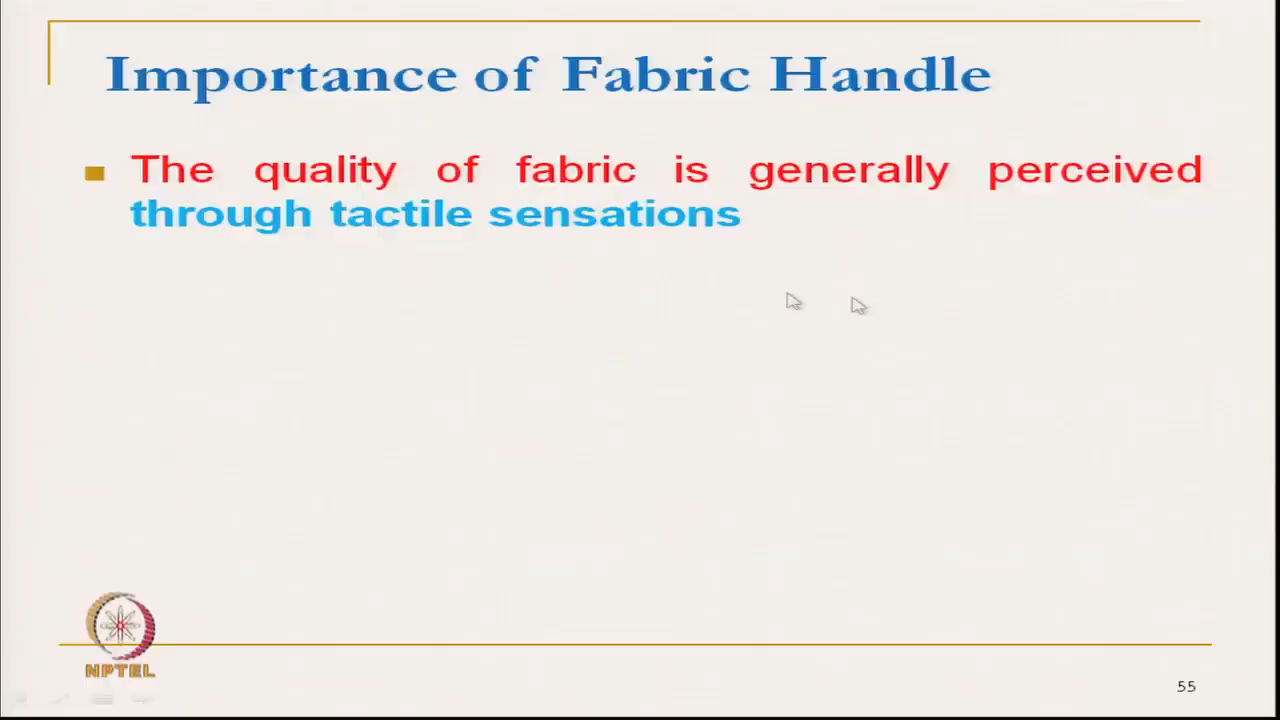 Importance of Fabric Handle
The quality of fabric is generally perceived
through tactile sensations
NPTEL
55